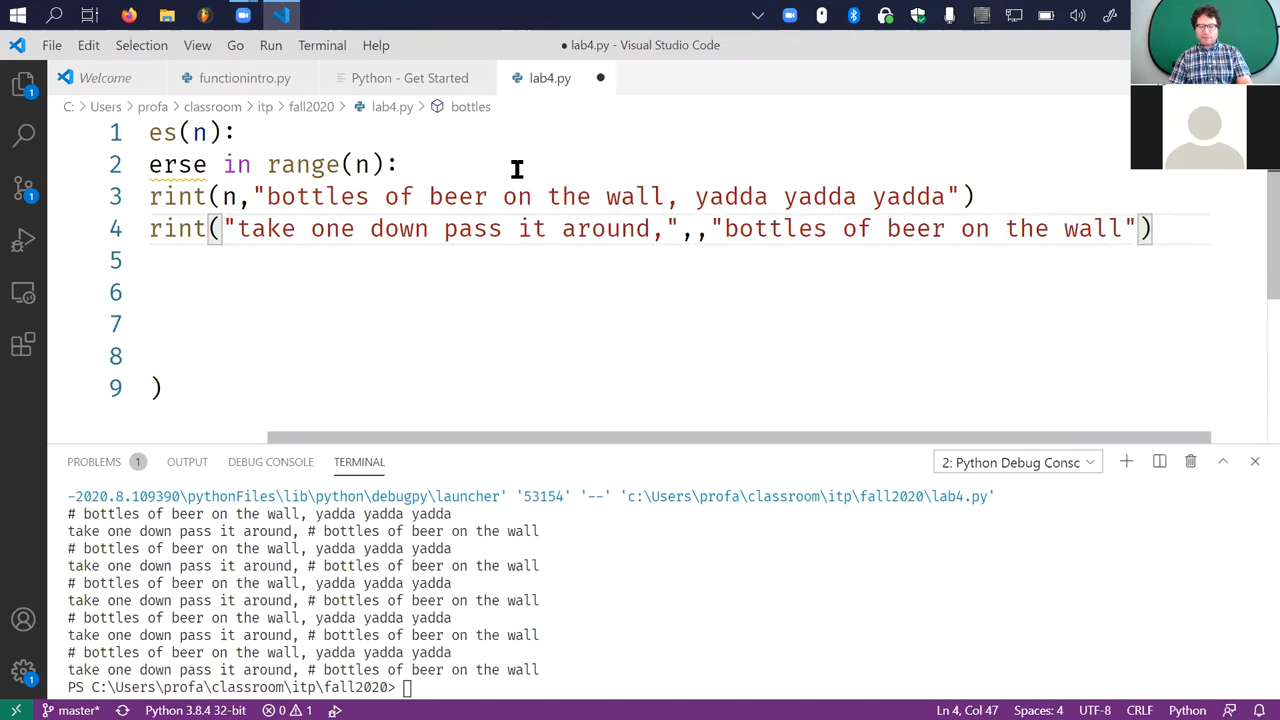 File Edit Selection View Go Run Terminal Help
● lab4.py - Visual Studio Code
Welcome
functionintro.py
Python - Get Started
lab4.py
C: > Users > profa > classroom > itp > fall2020 > lab4.py > bottles
1 es(n):
2 erse in range(n):
3 rint(n,"bottles of beer on the wall, yadda yadda yadda")
4 rint("take one down pass it around,",,"bottles of beer on the wall")
5
6
7
8
9 )
PROBLEMS 1 OUTPUT DEBUG CONSOLE TERMINAL
2: Python Debug Consc
-2020.8.109390\pythonFiles\lib\python\debugpy\launcher' '53154' '--' 'c:\Users\profa\classroom\itp\fall2020\lab4.py'
# bottles of beer on the wall, yadda yadda yadda
take one down pass it around, # bottles of beer on the wall
# bottles of beer on the wall, yadda yadda yadda
take one down pass it around, # bottles of beer on the wall
# bottles of beer on the wall, yadda yadda yadda
take one down pass it around, # bottles of beer on the wall
# bottles of beer on the wall, yadda yadda yadda
take one down pass it around, # bottles of beer on the wall
# bottles of beer on the wall, yadda yadda yadda
take one down pass it around, # bottles of beer on the wall
PS C:\Users\profa\classroom\itp\fall2020>
1
1
1
master* Python 3.8.4 32-bit 0 1 Ln 4, Col 47 Spaces: 4 UTF-8 CRLF Python